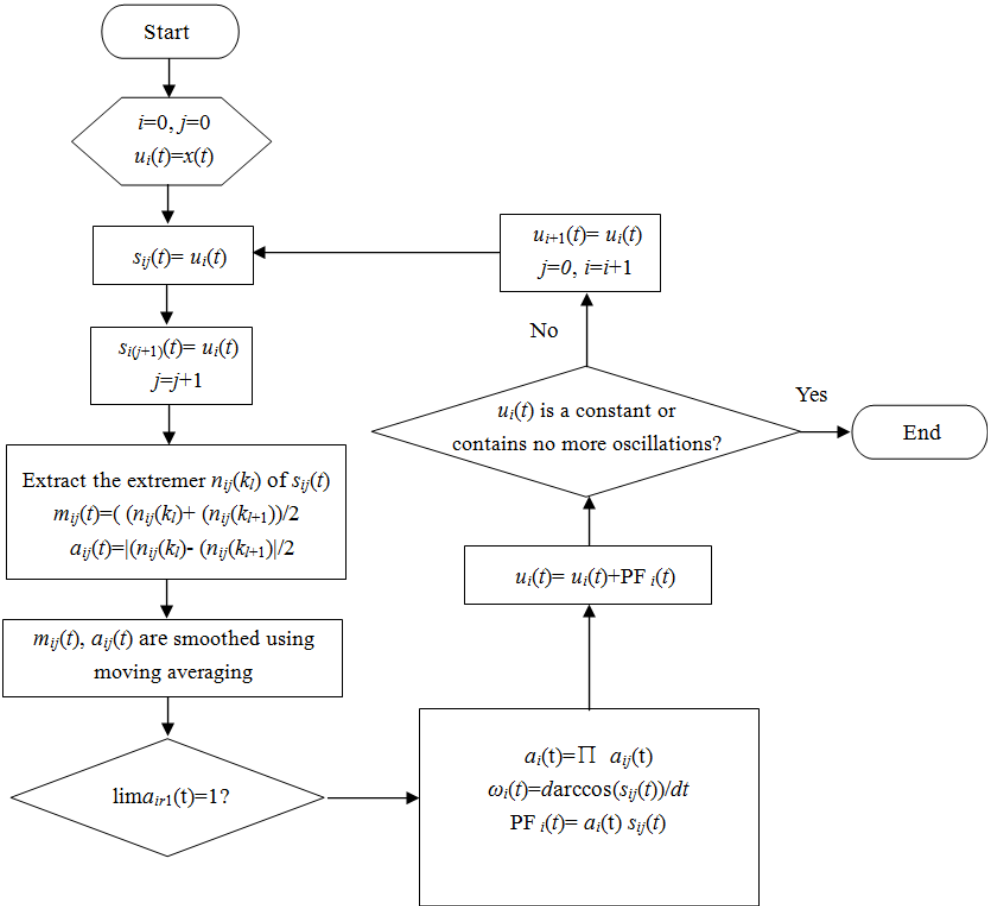 Start
i=0, j=0
uᵢ(t)=x(t)
sᵢⱼ(t)= uᵢ(t)
sᵢ₍ⱼ₊₁₎(t)= uᵢ(t)
j=j+1
Extract the extremer nᵢⱼ(kₗ) of sᵢⱼ(t)
mᵢⱼ(t)=( (nᵢⱼ(kₗ)+ (nᵢⱼ(kₗ₊₁))/2
aᵢⱼ(t)=|(nᵢⱼ(kₗ)- (nᵢⱼ(kₗ₊₁)|/2
mᵢⱼ(t), aᵢⱼ(t) are smoothed using
moving averaging
limaᵢᵣ₁(t)=1?
aᵢ(t)=∏ aᵢⱼ(t)
ωᵢ(t)=darccos(sᵢⱼ(t))/dt
PF ᵢ(t)= aᵢ(t) sᵢⱼ(t)
uᵢ(t)= uᵢ(t)+PF ᵢ(t)
uᵢ(t) is a constant or
contains no more oscillations?
Yes
End
No
uᵢ₊₁(t)= uᵢ(t)
j=0, i=i+1